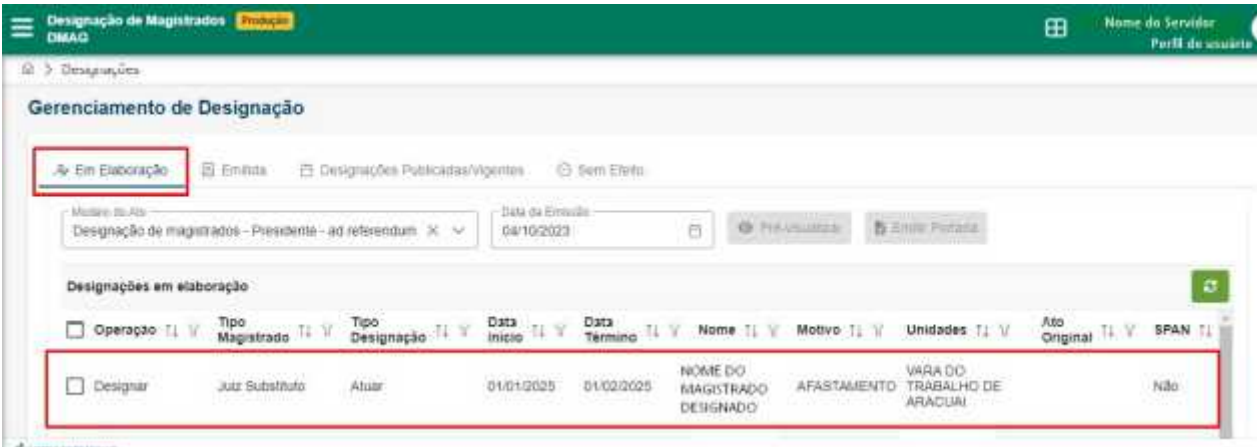 Designação de Magistrados Produção
DMAG
Nome do Servidor
Perfil de usuário
> Designações
Gerenciamento de Designação
Em Elaboração Emitida Designações Publicadas/Vigentes Sem Efeito
Modelo do Ato
Data da Emissão
Designação de magistrados - Presidente - ad referendum
04/10/2023
Pré-visualizar Emitir Portaria
Designações em elaboração
Operação Tipo Magistrado Tipo Designação Data Início Data Término Nome Motivo Unidades Ato Original SPAN
Designar Juiz Substituto Atuar 01/01/2025 01/02/2025 NOME DO MAGISTRADO DESIGNADO AFASTAMENTO VARA DO TRABALHO DE ARACUAI Não